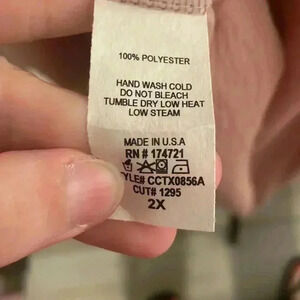 100% POLYESTER
HAND WASH COLD
DO NOT BLEACH
TUMBLE DRY LOW HEAT
LOW STEAM
MADE IN U.S.A
RN # 174721
YLE# CCTX0856A
CUT# 1295
2X